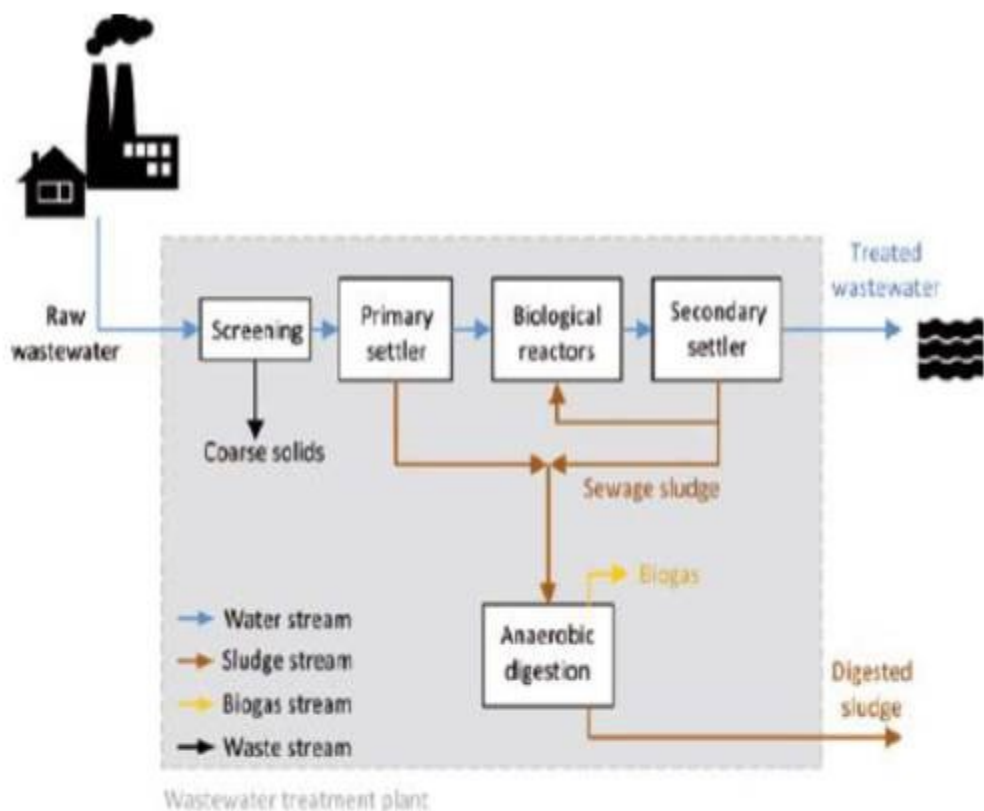 Treated
wastewater
Raw
wastewater
Screening
Primary
settler
Biological
reactors
Secondary
settler
Coarse solids
Sewage sludge
Biogas
Anaerobic
digestion
Water stream
Sludge stream
Biogas stream
Waste stream
Digested
sludge
Wastewater treatment plant